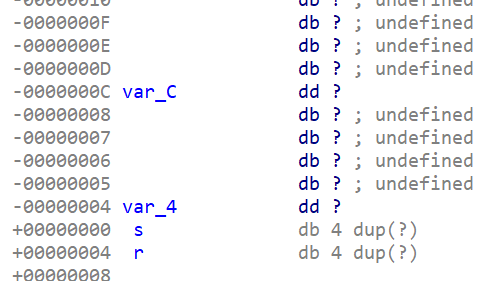 -00000010 db ? ; undefined
-0000000F db ? ; undefined
-0000000E db ? ; undefined
-0000000D db ? ; undefined
-0000000C var_C dd ?
-00000008 db ? ; undefined
-00000007 db ? ; undefined
-00000006 db ? ; undefined
-00000005 db ? ; undefined
-00000004 var_4 dd ?
+00000000 s db 4 dup(?)
+00000004 r db 4 dup(?)
+00000008